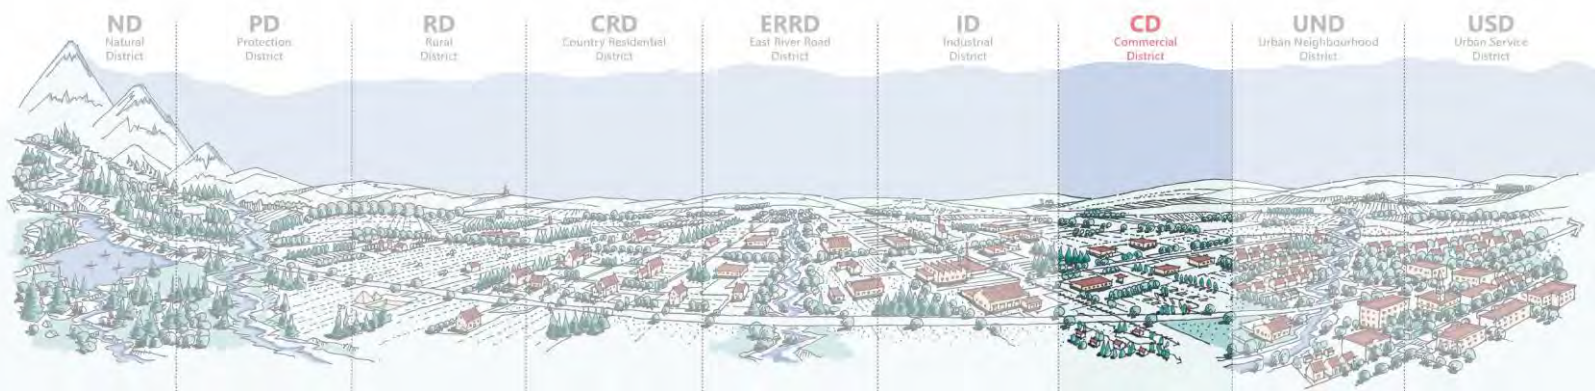 ND
Natural
District
PD
Protection
District
RD
Rural
District
CRD
Country Residential
District
ERRD
East River Road
District
ID
Industrial
District
CD
Commercial
District
UND
Urban Neighbourhood
District
USD
Urban Service
District